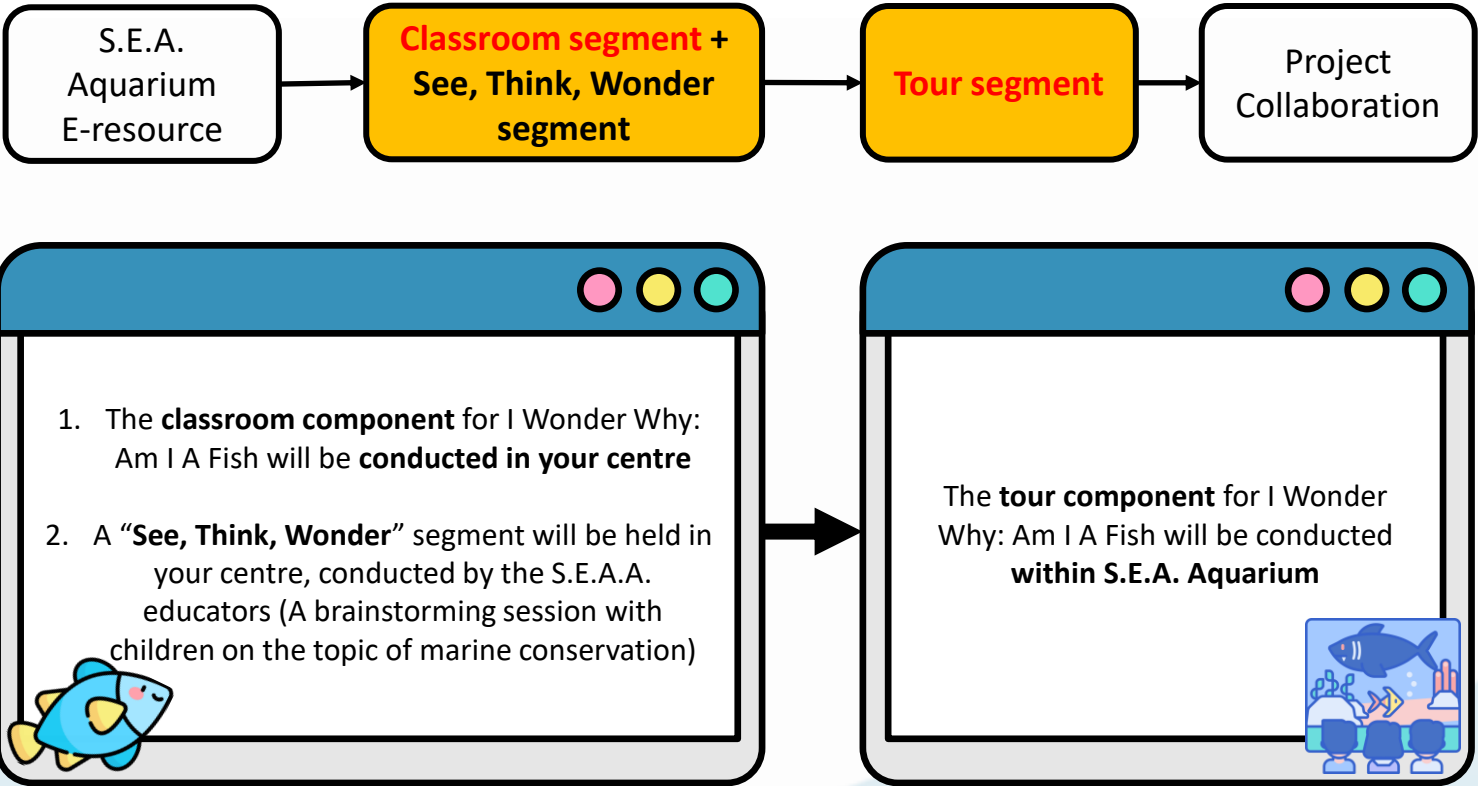 S.E.A.
Aquarium
E-resource
Classroom segment +
See, Think, Wonder
segment
Tour segment
Project
Collaboration
1. The classroom component for I Wonder Why:
Am I A Fish will be conducted in your centre
2. A “See, Think, Wonder” segment will be held in
your centre, conducted by the S.E.A.A.
educators (A brainstorming session with
children on the topic of marine conservation)
The tour component for I Wonder
Why: Am I A Fish will be conducted
within S.E.A. Aquarium